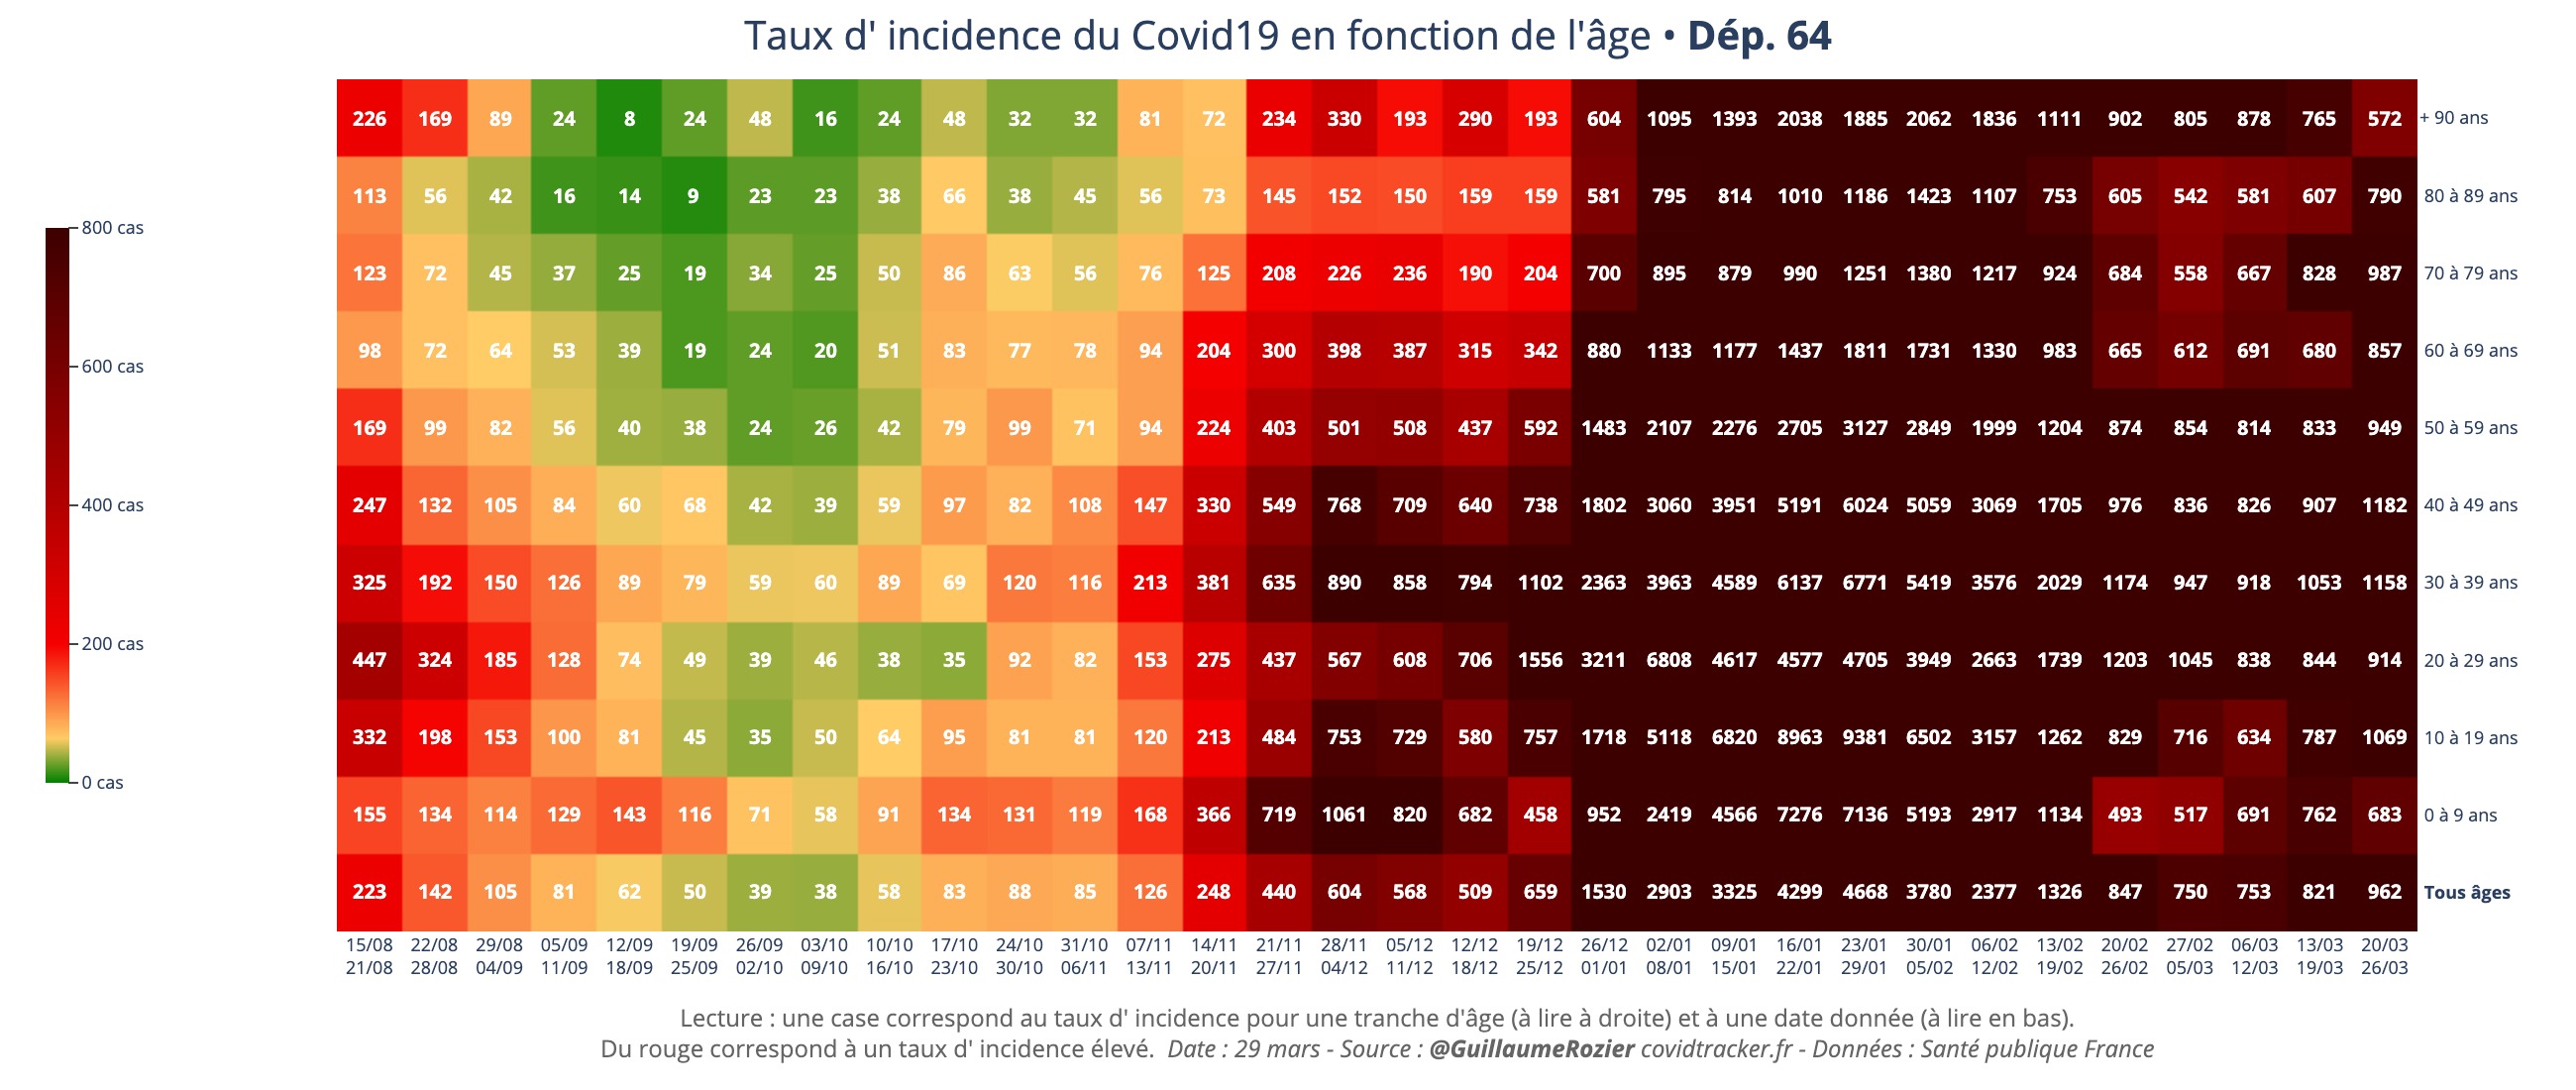 Taux d' incidence du Covid19 en fonction de l'âge • Dép. 64
800 cas
600 cas
400 cas
200 cas
0 cas
226 169 89 24 8 24 48 16 24 48 32 32 81 72 234 330 193 290 193 604 1095 1393 2038 1885 2062 1836 1111 902 805 878 765 572 + 90 ans
113 56 42 16 14 9 23 23 38 66 38 45 56 73 145 152 150 159 159 581 795 814 1010 1186 1423 1107 753 605 542 581 607 790 80 à 89 ans
123 72 45 37 25 19 34 25 50 86 63 56 76 125 208 226 236 190 204 700 895 879 990 1251 1380 1217 924 684 558 667 828 987 70 à 79 ans
98 72 64 53 39 19 24 20 51 83 77 78 94 204 300 398 387 315 342 880 1133 1177 1437 1811 1731 1330 983 665 612 691 680 857 60 à 69 ans
169 99 82 56 40 38 24 26 42 79 99 71 94 224 403 501 508 437 592 1483 2107 2276 2705 3127 2849 1999 1204 874 854 814 833 949 50 à 59 ans
247 132 105 84 60 68 42 39 59 97 82 108 147 330 549 768 709 640 738 1802 3060 3951 5191 6024 5059 3069 1705 976 836 826 907 1182 40 à 49 ans
325 192 150 126 89 79 59 60 89 69 120 116 213 381 635 890 858 794 1102 2363 3963 4589 6137 6771 5419 3576 2029 1174 947 918 1053 1158 30 à 39 ans
447 324 185 128 74 49 39 46 38 35 92 82 153 275 437 567 608 706 1556 3211 6808 4617 4577 4705 3949 2663 1739 1203 1045 838 844 914 20 à 29 ans
332 198 153 100 81 45 35 50 64 95 81 81 120 213 484 753 729 580 757 1718 5118 6820 8963 9381 6502 3157 1262 829 716 634 787 1069 10 à 19 ans
155 134 114 129 143 116 71 58 91 134 131 119 168 366 719 1061 820 682 458 952 2419 4566 7276 7136 5193 2917 1134 493 517 691 762 683 0 à 9 ans
223 142 105 81 62 50 39 38 58 83 88 85 126 248 440 604 568 509 659 1530 2903 3325 4299 4668 3780 2377 1326 847 750 753 821 962 Tous âges
15/08 22/08 29/08 05/09 12/09 19/09 26/09 03/10 10/10 17/10 24/10 31/10 07/11 14/11 21/11 28/11 05/12 12/12 19/12 26/12 02/01 09/01 16/01 23/01 30/01 06/02 13/02 20/02 27/02 06/03 13/03 20/03
21/08 28/08 04/09 11/09 18/09 25/09 02/10 09/10 16/10 23/10 30/10 06/11 13/11 20/11 27/11 04/12 11/12 18/12 25/12 01/01 08/01 15/01 22/01 29/01 05/02 12/02 19/02 26/02 05/03 12/03 19/03 26/03
Lecture : une case correspond au taux d' incidence pour une tranche d'âge (à lire à droite) et à une date donnée (à lire en bas).
Du rouge correspond à un taux d' incidence élevé. Date : 29 mars - Source : @GuillaumeRozier covidtracker.fr - Données : Santé publique France